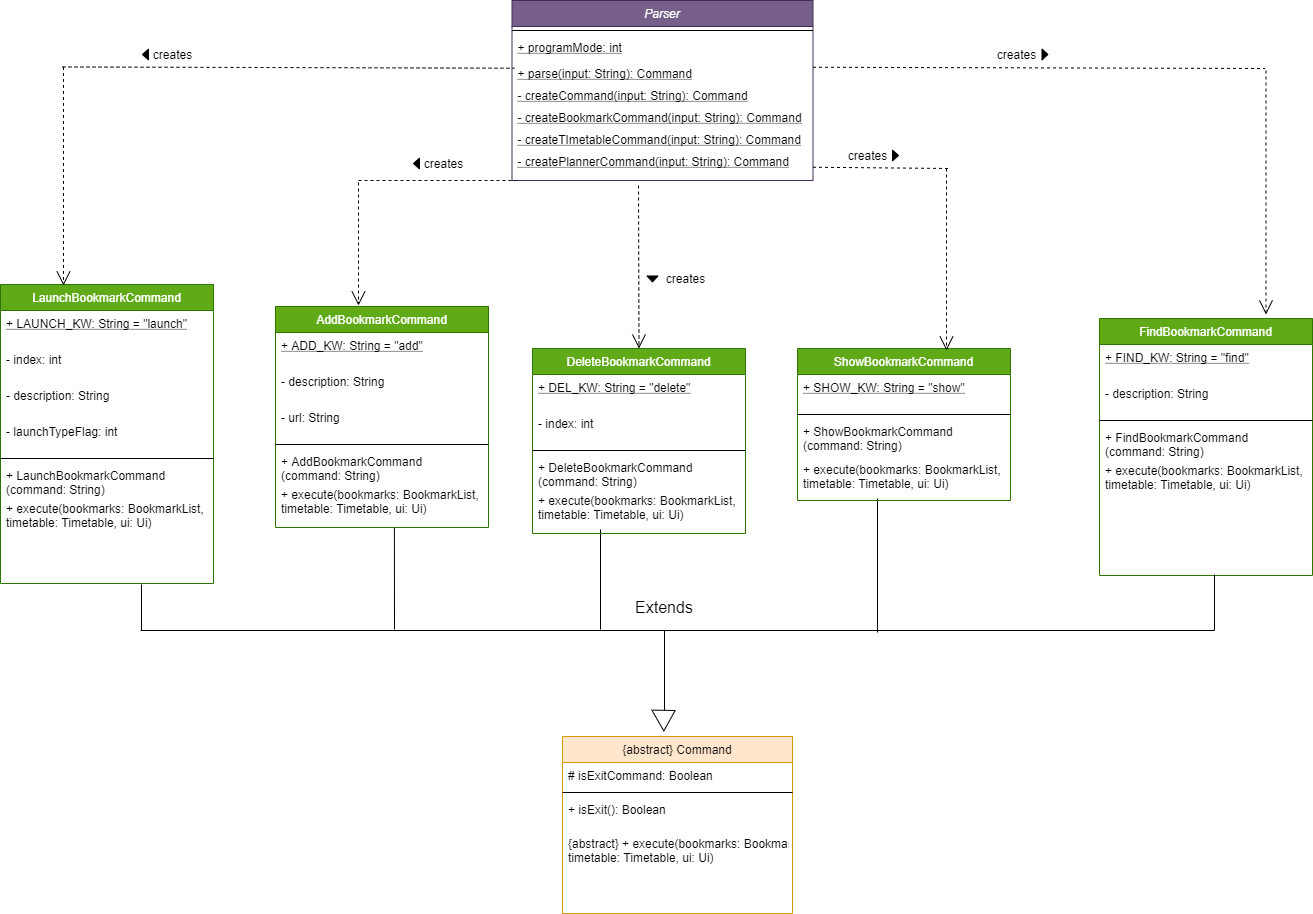 Parser
+ programMode: int
+ parse(input: String): Command
- createCommand(input: String): Command
- createBookmarkCommand(input: String): Command
- createTImetableCommand(input: String): Command
- createPlannerCommand(input: String): Command
creates
creates
creates
creates
creates
LaunchBookmarkCommand
+ LAUNCH_KW: String = "launch"
- index: int
- description: String
- launchTypeFlag: int
+ LaunchBookmarkCommand
(command: String)
+ execute(bookmarks: BookmarkList,
timetable: Timetable, ui: Ui)
AddBookmarkCommand
+ ADD_KW: String = "add"
- description: String
- url: String
+ AddBookmarkCommand
(command: String)
+ execute(bookmarks: BookmarkList,
timetable: Timetable, ui: Ui)
DeleteBookmarkCommand
+ DEL_KW: String = "delete"
- index: int
+ DeleteBookmarkCommand
(command: String)
+ execute(bookmarks: BookmarkList,
timetable: Timetable, ui: Ui)
ShowBookmarkCommand
+ SHOW_KW: String = "show"
+ ShowBookmarkCommand
(command: String)
+ execute(bookmarks: BookmarkList,
timetable: Timetable, ui: Ui)
FindBookmarkCommand
+ FIND_KW: String = "find"
- description: String
+ FindBookmarkCommand
(command: String)
+ execute(bookmarks: BookmarkList,
timetable: Timetable, ui: Ui)
Extends
{abstract} Command
# isExitCommand: Boolean
+ isExit(): Boolean
{abstract} + execute(bookmarks: Bookma
timetable: Timetable, ui: Ui)